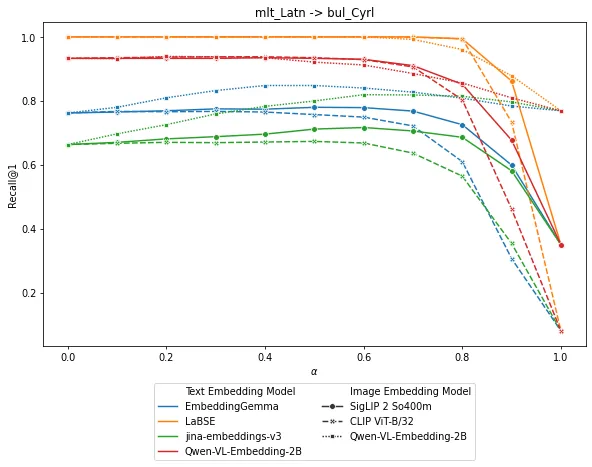 mlt_Latn -> bul_Cyrl
1.0
0.8
0.6
0.4
0.2
Recall@1
0.0 0.2 0.4 0.6 0.8 1.0
α
Text Embedding Model Image Embedding Model
EmbeddingGemma SigLIP 2 So400m
LaBSE CLIP ViT-B/32
jina-embeddings-v3 Qwen-VL-Embedding-2B
Qwen-VL-Embedding-2B